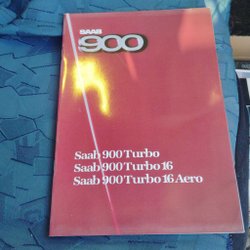 SAAB
900
Saab 900 Turbo
Saab 900 Turbo 16
Saab 900 Turbo 16 Aero